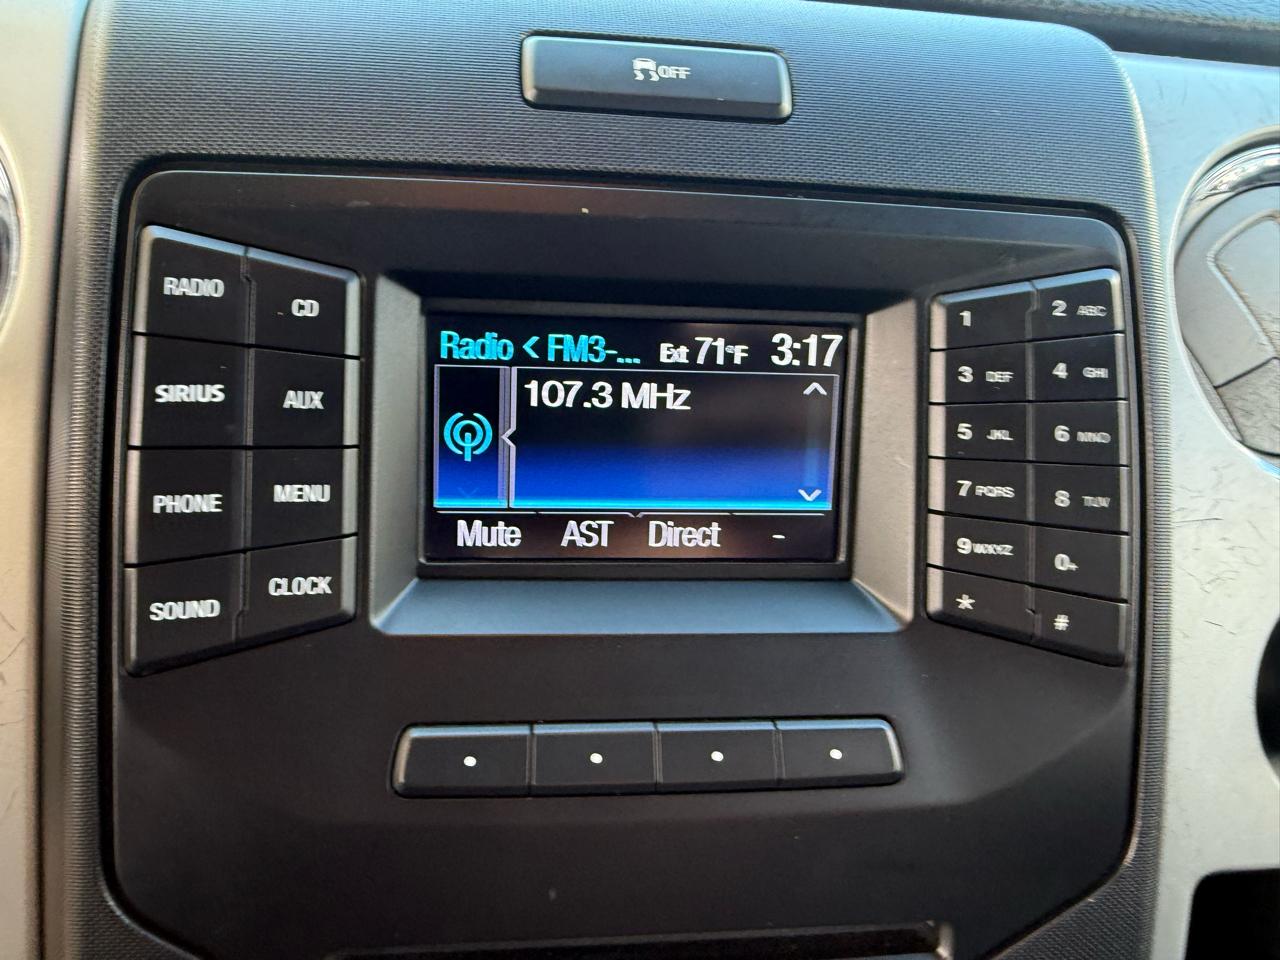 OFF
RADIO
CD
SIRIUS
AUX
PHONE
MENU
SOUND
CLOCK
Radio < FM3-... Ext 71°F 3:17
107.3 MHz
Mute AST Direct -
1
2 ABC
3 DEF
4 GHI
5 JKL
6 MNO
7 PQRS
8 TUV
9 WXYZ
0+
*
#